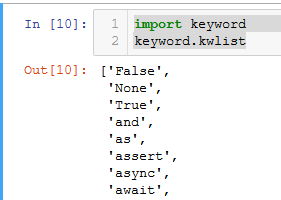 In [10]:
1 import keyword
2 keyword.kwlist
Out[10]: ['False',
'None',
'True',
'and',
'as',
'assert',
'async',
'await',